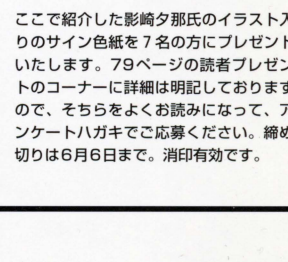 ここで紹介した影崎夕那氏のイラスト入
りのサイン色紙を7名の方にプレゼント
いたします。79ページの読者プレゼン
トのコーナーに詳細は明記しております
ので、そちらをよくお読みになって、ア
ンケートハガキでご応募ください。締め
切りは6月6日まで。消印有効です。